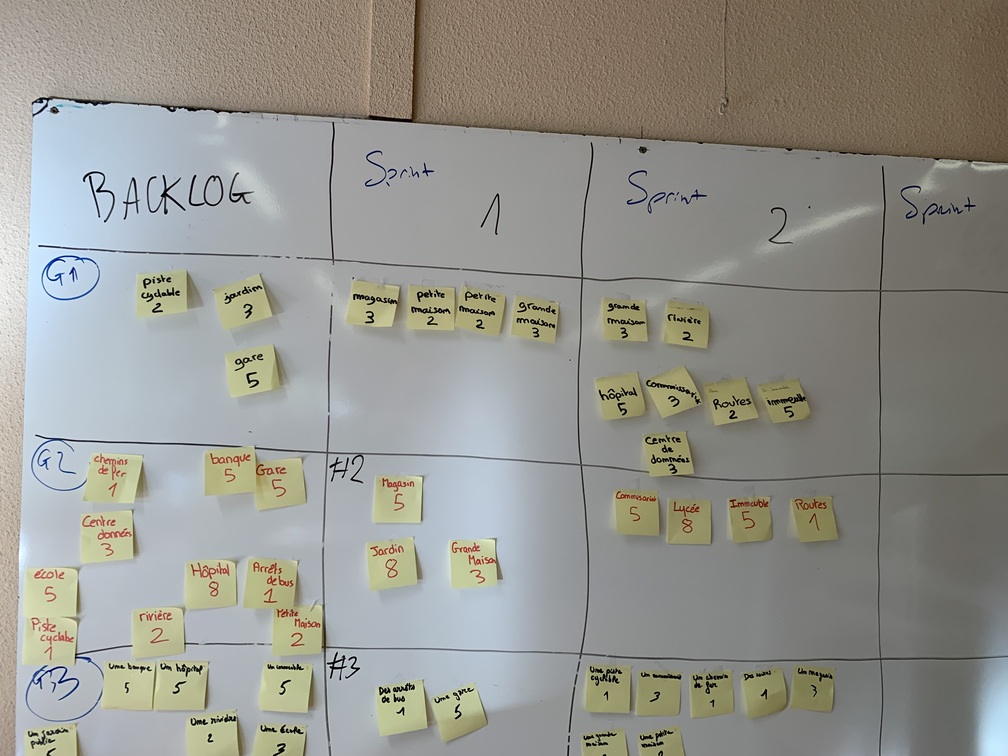 BACKLOG
Sprint
1
Sprint
2
Sprint
G1
piste
cyclable
2
jardin
3
gare
5
magasin
3
petite
maison
2
petite
maison
2
grande
maison
3
grande
maison
3
rivière
2
hôpital
5
Commissariat
3
Routes
2
immeuble
5
Centre
de
données
3
G2
chemins
de fer
1
banque
5
Gare
5
Centre
données
3
école
5
Hôpital
8
Arrêts
de bus
1
Piste
cyclable
1
rivière
2
Petite
Maison
2
#2
Magasin
5
Jardin
8
Grande
Maison
3
Commisariat
5
Lycée
8
Immeuble
5
Routes
1
G3
Une banque
5
Un hôpital
5
Un immeuble
5
Un jardin
public
5
Une rivière
2
Une école
3
#3
Des arrêts
de bus
1
Une gare
5
Une piste
cyclable
1
Un
3
Un chemin
de fer
1
1
Un magasin
3
Une grande
maison
Une petite
maison